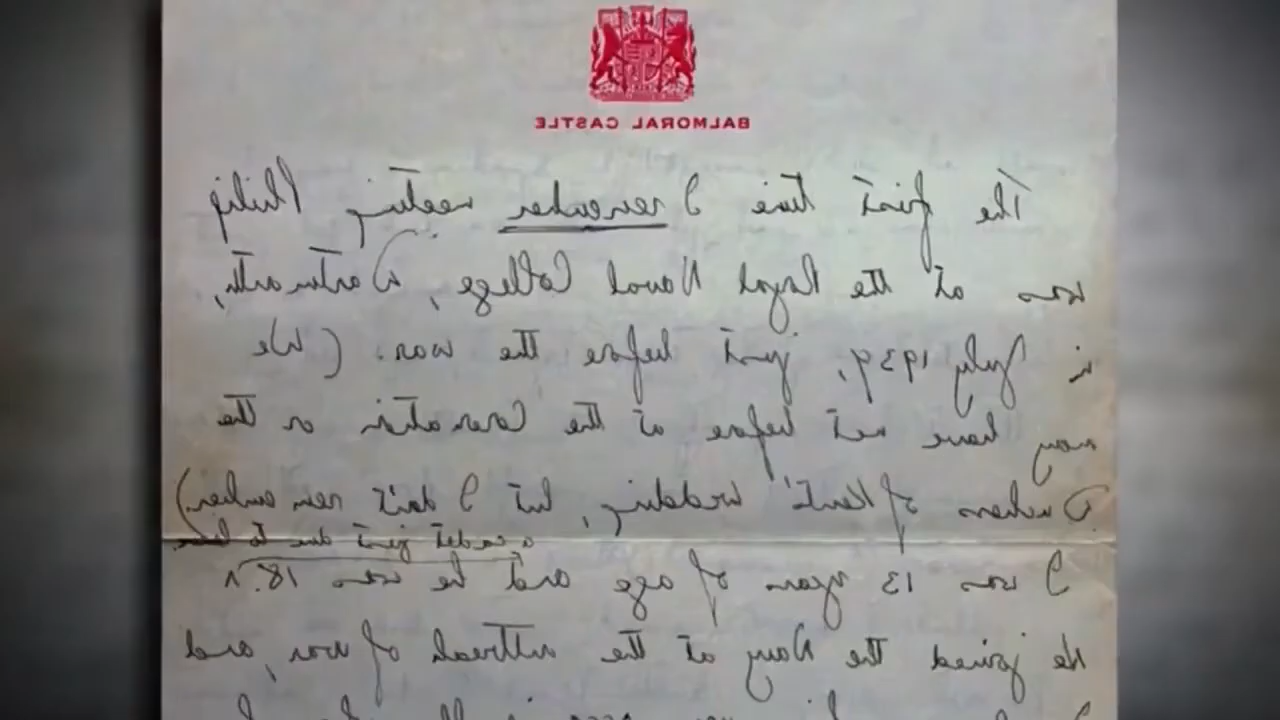 BALMORAL CASTLE
The first time I remember meeting Philip
was at the Royal Naval College, Dartmouth,
in July 1939, just before the war. (We
may have met before at the Coronation or the
Duchess of Kent's wedding, but I don't remember.)
a cadet just due to leave.
I was 13 years of age and he was 18.
He joined the Navy at the outbreak of war, and
I